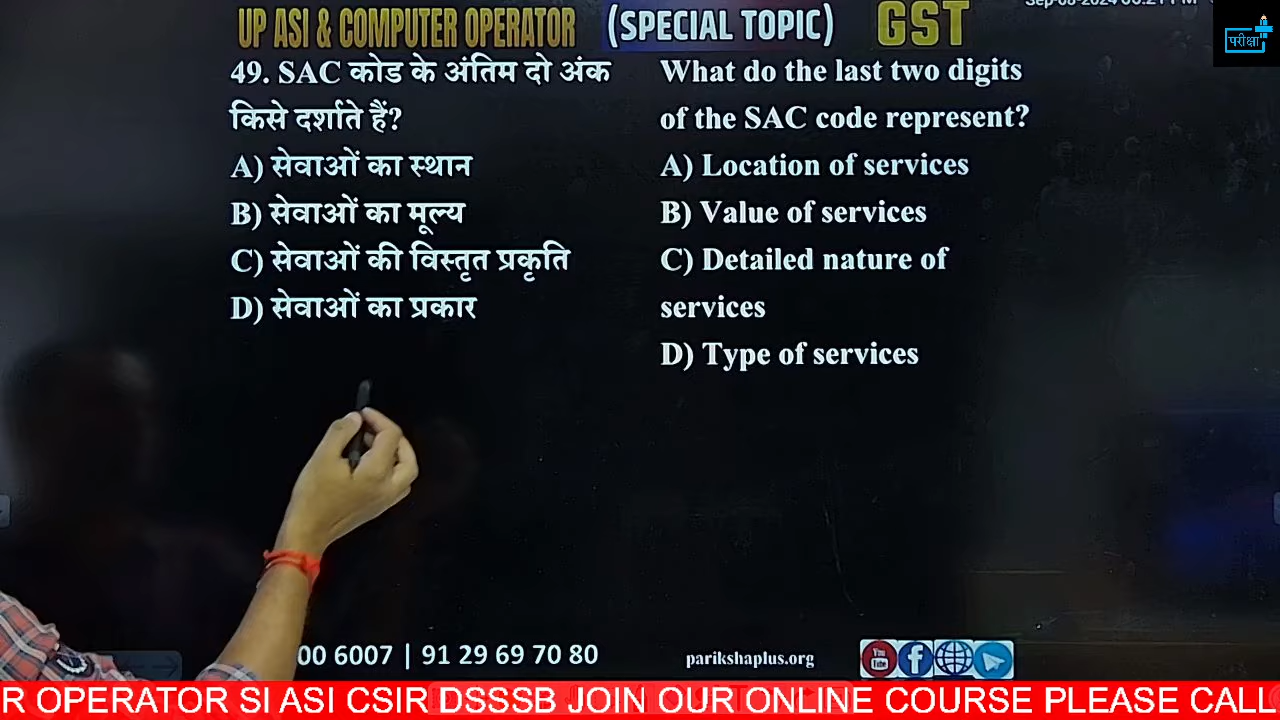 UP ASI & COMPUTER OPERATOR (SPECIAL TOPIC) GST
परीक्षा
49. SAC कोड के अंतिम दो अंक
किसे दर्शाते हैं?
A) सेवाओं का स्थान
B) सेवाओं का मूल्य
C) सेवाओं की विस्तृत प्रकृति
D) सेवाओं का प्रकार
What do the last two digits
of the SAC code represent?
A) Location of services
B) Value of services
C) Detailed nature of
services
D) Type of services
00 6007 | 91 29 69 70 80
parikshaplus.org
You
Tube
R OPERATOR SI ASI CSIR DSSSB JOIN OUR ONLINE COURSE PLEASE CALL